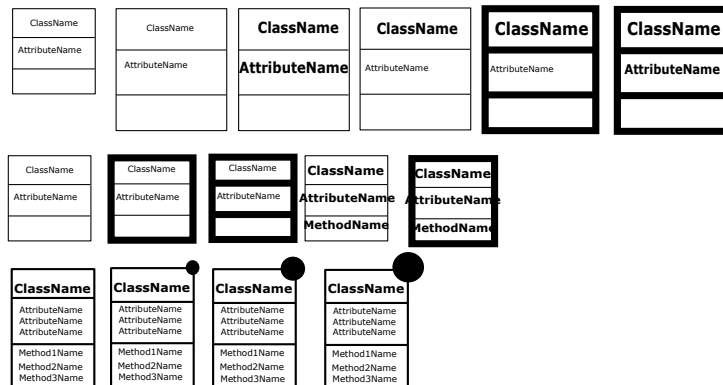 ClassName ClassName ClassName ClassName ClassName ClassName
AttributeName AttributeName AttributeName AttributeName AttributeName AttributeName
ClassName ClassName ClassName ClassName ClassName
AttributeName AttributeName AttributeName AttributeName AttributeName
MethodName MethodName
ClassName ClassName ClassName ClassName
AttributeName AttributeName AttributeName AttributeName
AttributeName AttributeName AttributeName AttributeName
AttributeName AttributeName AttributeName AttributeName
Method1Name Method1Name Method1Name Method1Name
Method2Name Method2Name Method2Name Method2Name
Method3Name Method3Name Method3Name Method3Name